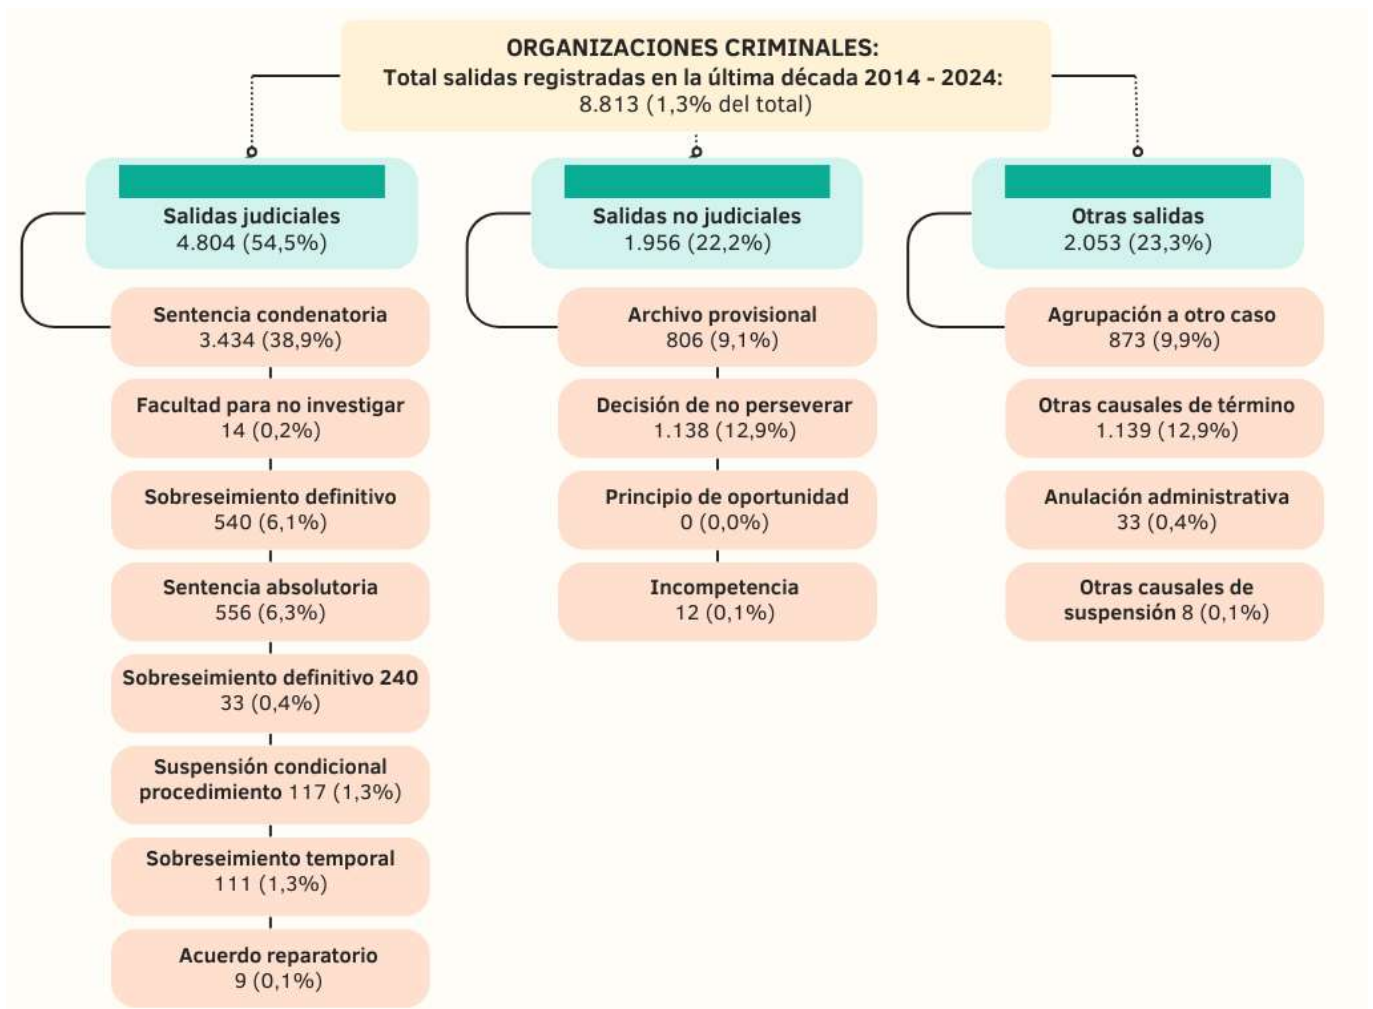 ORGANIZACIONES CRIMINALES:
Total salidas registradas en la última década 2014 - 2024:
8.813 (1,3% del total)
Salidas judiciales
4.804 (54,5%)
Sentencia condenatoria
3.434 (38,9%)
Facultad para no investigar
14 (0,2%)
Sobreseimiento definitivo
540 (6,1%)
Sentencia absolutoria
556 (6,3%)
Sobreseimiento definitivo 240
33 (0,4%)
Suspensión condicional
procedimiento 117 (1,3%)
Sobreseimiento temporal
111 (1,3%)
Acuerdo reparatorio
9 (0,1%)
Salidas no judiciales
1.956 (22,2%)
Archivo provisional
806 (9,1%)
Decisión de no perseverar
1.138 (12,9%)
Principio de oportunidad
0 (0,0%)
Incompetencia
12 (0,1%)
Otras salidas
2.053 (23,3%)
Agrupación a otro caso
873 (9,9%)
Otras causales de término
1.139 (12,9%)
Anulación administrativa
33 (0,4%)
Otras causales de
suspensión 8 (0,1%)